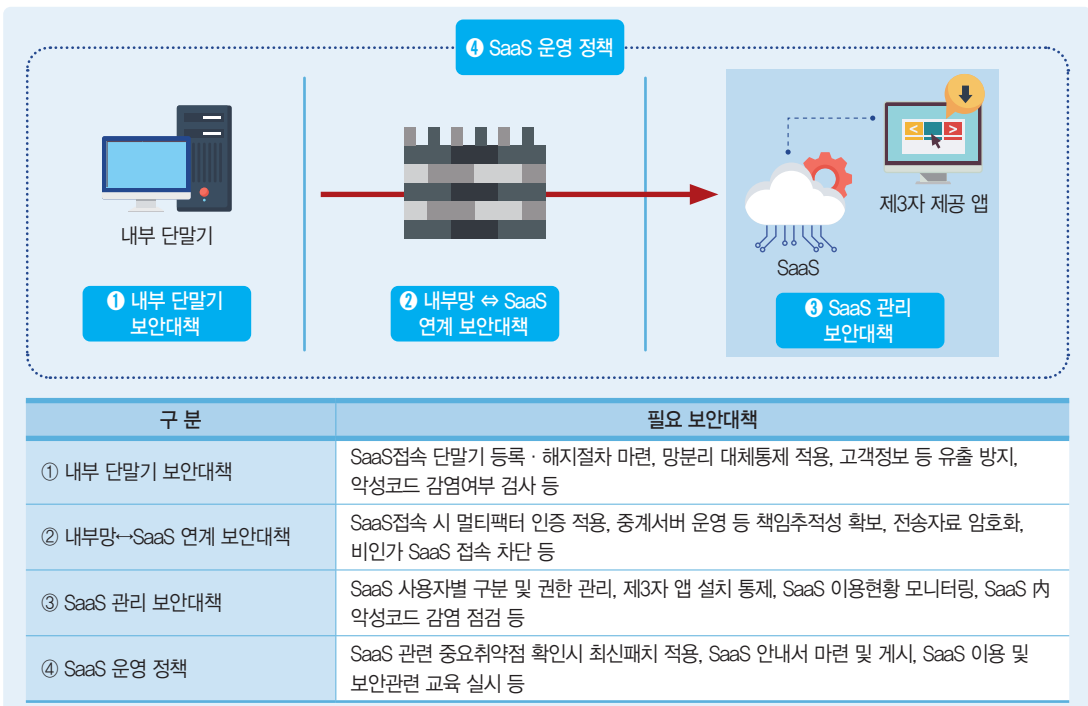 ❹ SaaS 운영 정책
내부 단말기
제3자 제공 앱
SaaS
❶ 내부 단말기
보안대책
❷ 내부망 ⇔ SaaS
연계 보안대책
❸ SaaS 관리
보안대책
구 분 필요 보안대책
① 내부 단말기 보안대책 SaaS접속 단말기 등록 · 해지절차 마련, 망분리 대체통제 적용, 고객정보 등 유출 방지,
악성코드 감염여부 검사 등
② 내부망↔SaaS 연계 보안대책 SaaS접속 시 멀티팩터 인증 적용, 중계서버 운영 등 책임추적성 확보, 전송자료 암호화,
비인가 SaaS 접속 차단 등
③ SaaS 관리 보안대책 SaaS 사용자별 구분 및 권한 관리, 제3자 앱 설치 통제, SaaS 이용현황 모니터링, SaaS 內
악성코드 감염 점검 등
④ SaaS 운영 정책 SaaS 관련 중요취약점 확인시 최신패치 적용, SaaS 안내서 마련 및 게시, SaaS 이용 및
보안관련 교육 실시 등